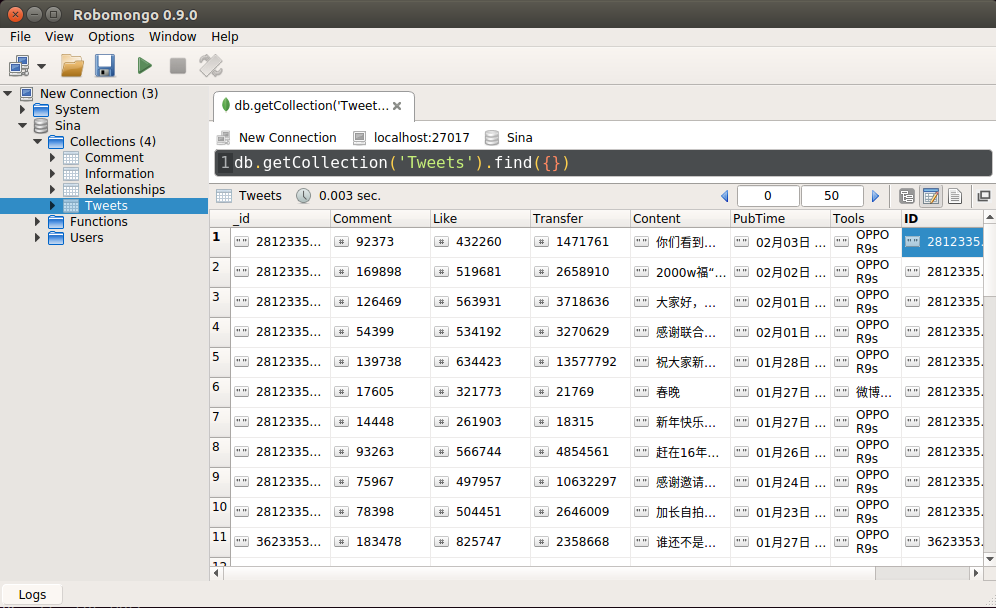 Robomongo 0.9.0
File View Options Window Help
New Connection (3)
System
Sina
Collections (4)
Comment
Information
Relationships
Tweets
Functions
Users
db.getCollection('Tweet...
New Connection localhost:27017 Sina
1 db.getCollection('Tweets').find({})
Tweets 0.003 sec. 0 50
_id Comment Like Transfer Content PubTime Tools ID
1 2812335... 92373 432260 1471761 你们看到... 02月03日 ... OPPO R9s 2812335.
2 2812335... 169898 519681 2658910 2000w福“... 02月02日 ... OPPO R9s 2812335.
3 2812335... 126469 563931 3718636 大家好，... 02月01日 ... OPPO R9s 2812335.
4 2812335... 54399 534192 3270629 感谢联合... 02月01日 ... OPPO R9s 2812335.
5 2812335... 139738 634423 13577792 祝大家新... 01月28日 ... OPPO R9s 2812335.
6 2812335... 17605 321773 21769 春晚 01月27日 ... 微博... 2812335.
7 2812335... 14448 261903 18315 新年快乐... 01月27日 ... OPPO R9s 2812335.
8 2812335... 93263 566744 4854561 赶在16年... 01月26日 ... OPPO R9s 2812335.
9 2812335... 75967 497957 10632297 感谢邀请... 01月24日 ... OPPO R9s 2812335.
10 2812335... 78398 504451 2646009 加长自拍... 01月23日 ... OPPO R9s 2812335.
11 3623353... 183478 825747 2358668 谁还不是... 01月27日 ... OPPO R9s 3623353.
12
Logs